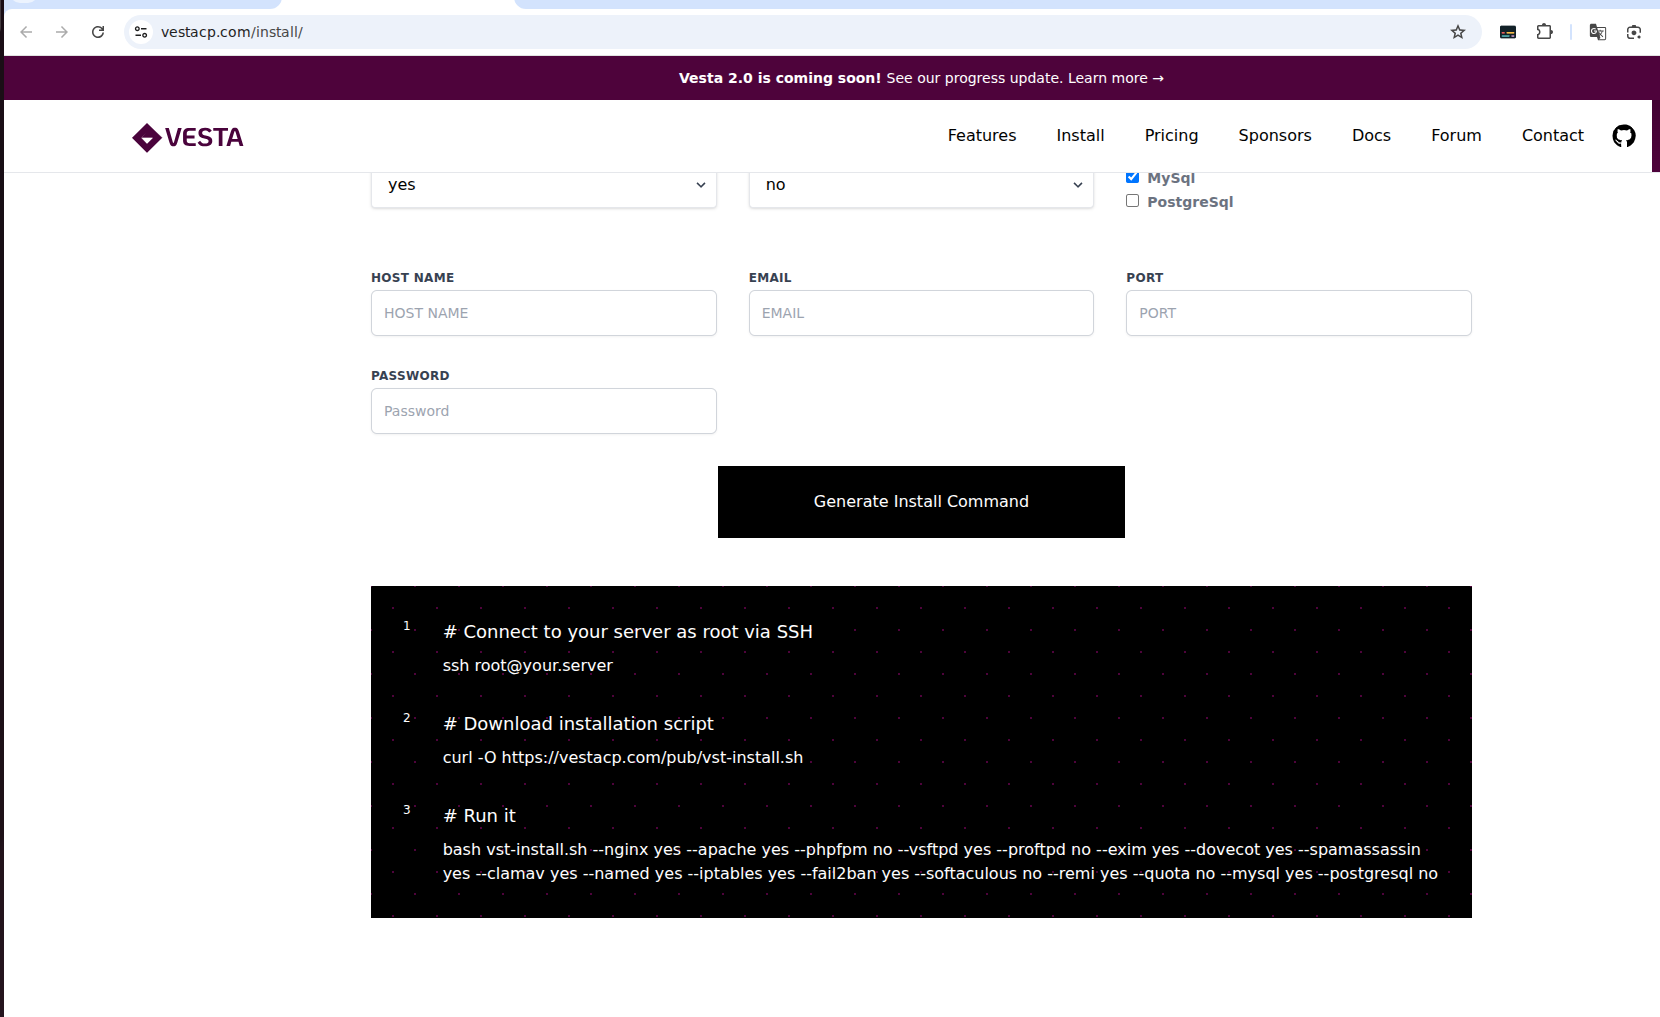 vestacp.com/install/
Vesta 2.0 is coming soon! See our progress update. Learn more →
VESTA
Features Install Pricing Sponsors Docs Forum Contact
yes no MySql
PostgreSql
HOST NAME EMAIL PORT
HOST NAME EMAIL PORT
PASSWORD
Password
Generate Install Command
1 # Connect to your server as root via SSH
ssh root@your.server
2 # Download installation script
curl -O https://vestacp.com/pub/vst-install.sh
3 # Run it
bash vst-install.sh --nginx yes --apache yes --phpfpm no --vsftpd yes --proftpd no --exim yes --dovecot yes --spamassassin
yes --clamav yes --named yes --iptables yes --fail2ban yes --softaculous no --remi yes --quota no --mysql yes --postgresql no